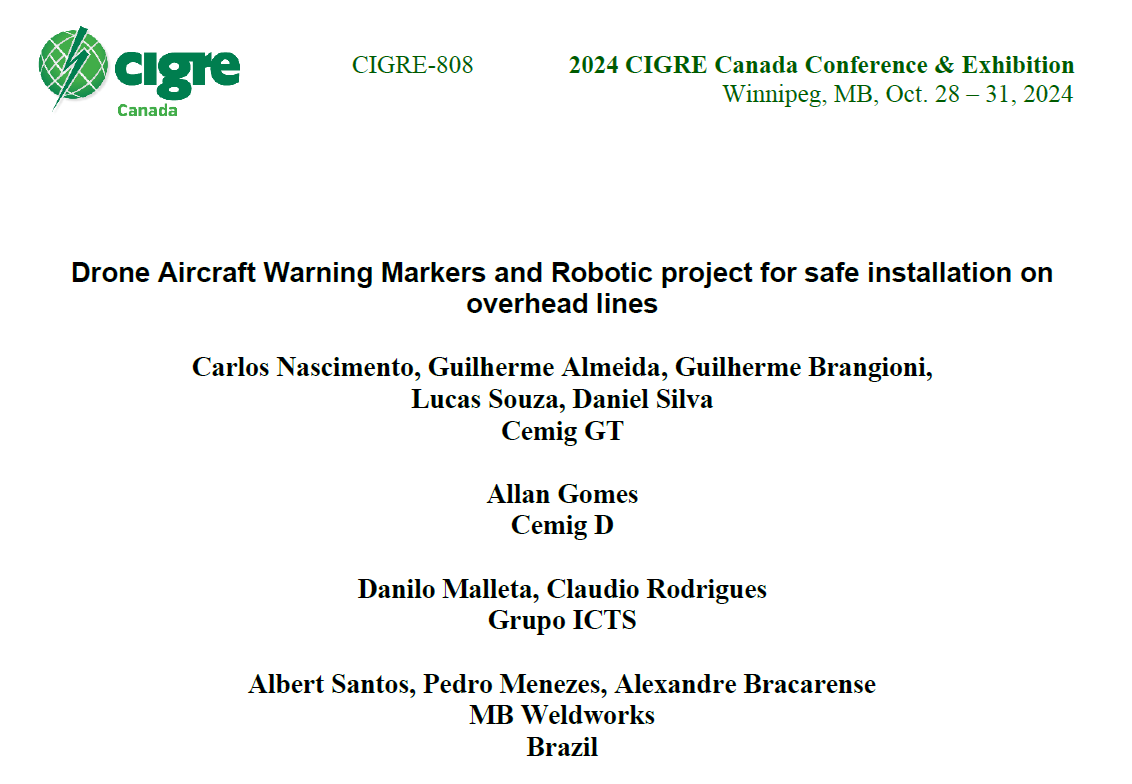 cigre
Canada
CIGRE-808
2024 CIGRE Canada Conference & Exhibition
Winnipeg, MB, Oct. 28 – 31, 2024
Drone Aircraft Warning Markers and Robotic project for safe installation on
overhead lines
Carlos Nascimento, Guilherme Almeida, Guilherme Brangioni,
Lucas Souza, Daniel Silva
Cemig GT
Allan Gomes
Cemig D
Danilo Malleta, Claudio Rodrigues
Grupo ICTS
Albert Santos, Pedro Menezes, Alexandre Bracarense
MB Weldworks
Brazil